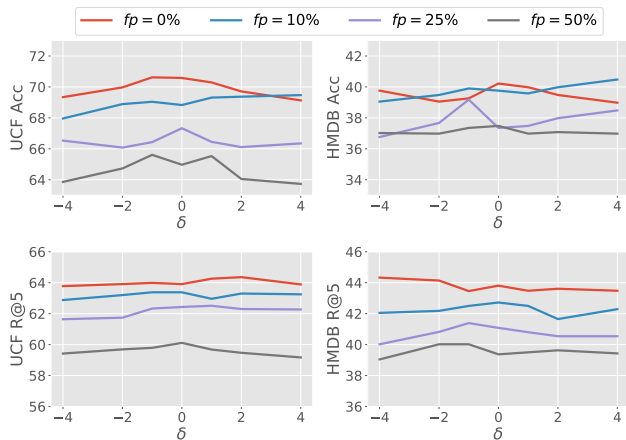 fp = 0% fp = 10% fp = 25% fp = 50%
UCF Acc
72
70
68
66
64
−4 −2 0 2 4
δ
HMDB Acc
42
40
38
36
34
−4 −2 0 2 4
δ
UCF R@5
66
64
62
60
58
56
−4 −2 0 2 4
δ
HMDB R@5
46
44
42
40
38
36
−4 −2 0 2 4
δ